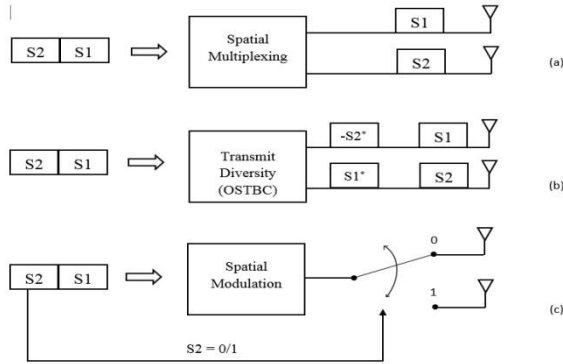 S2 S1
Spatial
Multiplexing
S1
S2
(a)
S2 S1
Transmit
Diversity
(OSTBC)
-S2* S1
S1* S2
(b)
S2 S1
Spatial
Modulation
0
1
(c)
S2 = 0/1